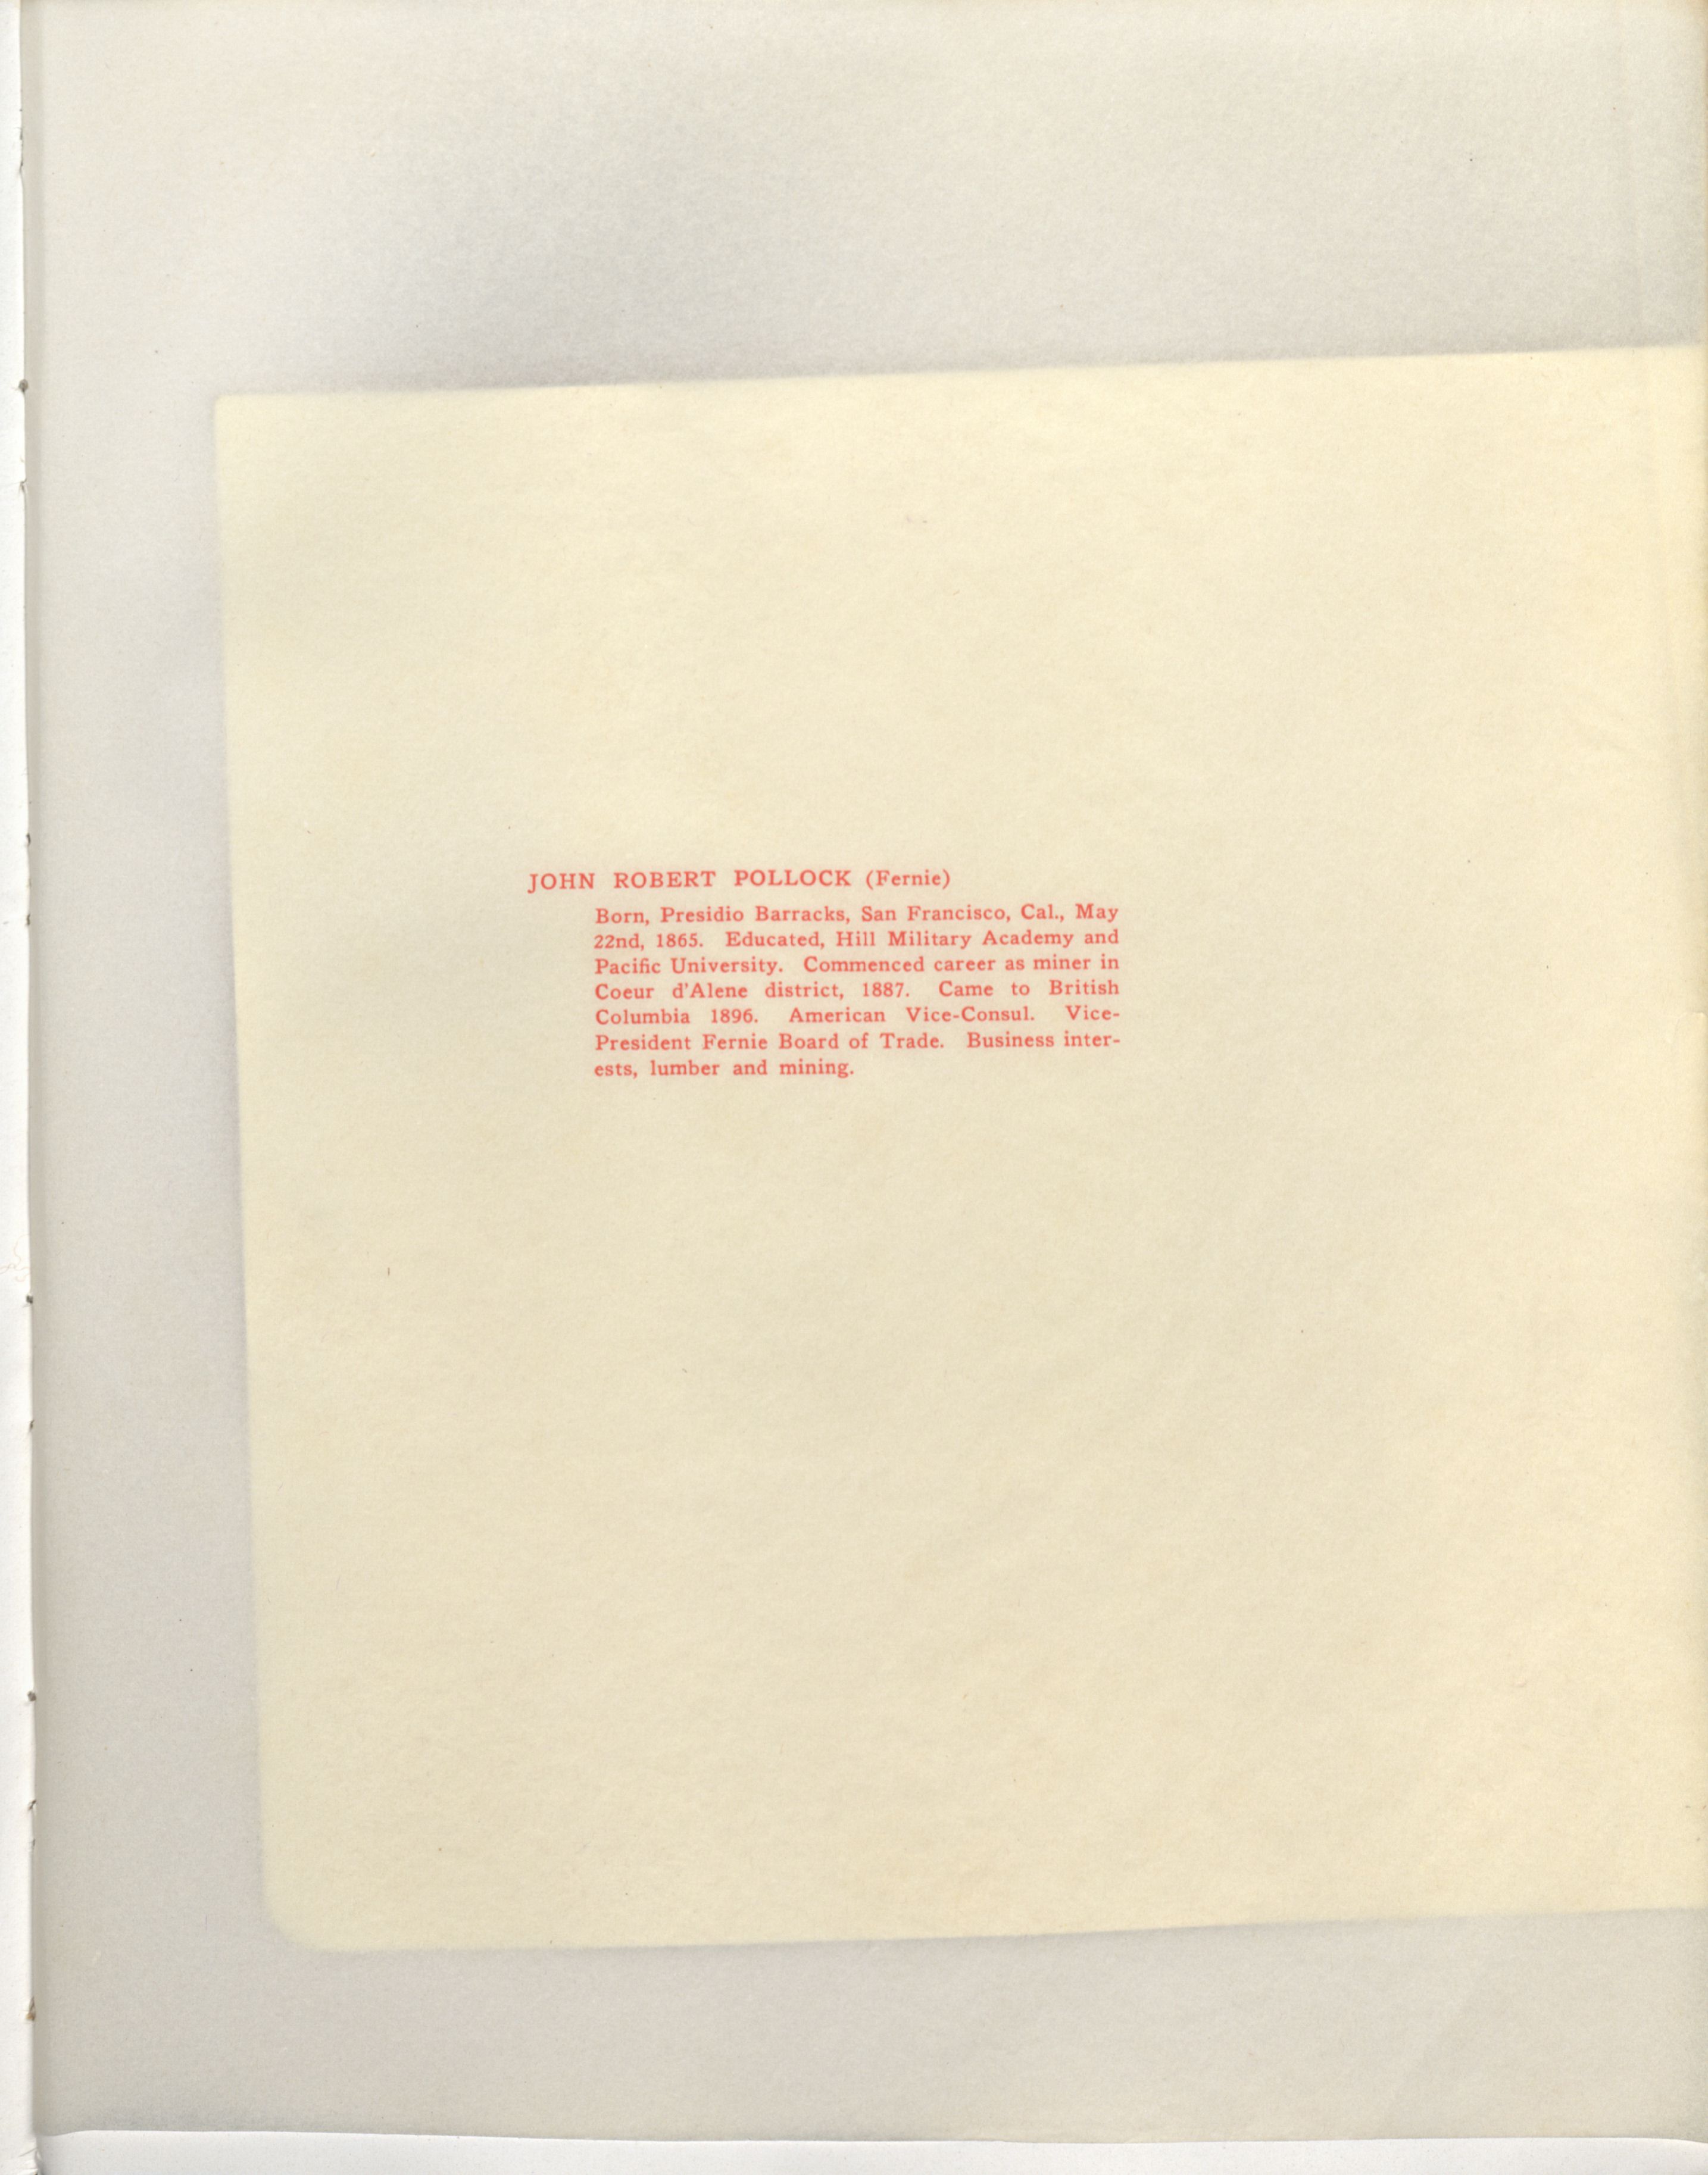 JOHN ROBERT POLLOCK (Fernie)
Born, Presidio Barracks, San Francisco, Cal., May
22nd, 1865. Educated, Hill Military Academy and
Pacific University. Commenced career as miner in
Coeur d'Alene district, 1887. Came to British
Columbia 1896. American Vice-Consul. Vice-
President Fernie Board of Trade. Business inter-
ests, lumber and mining.